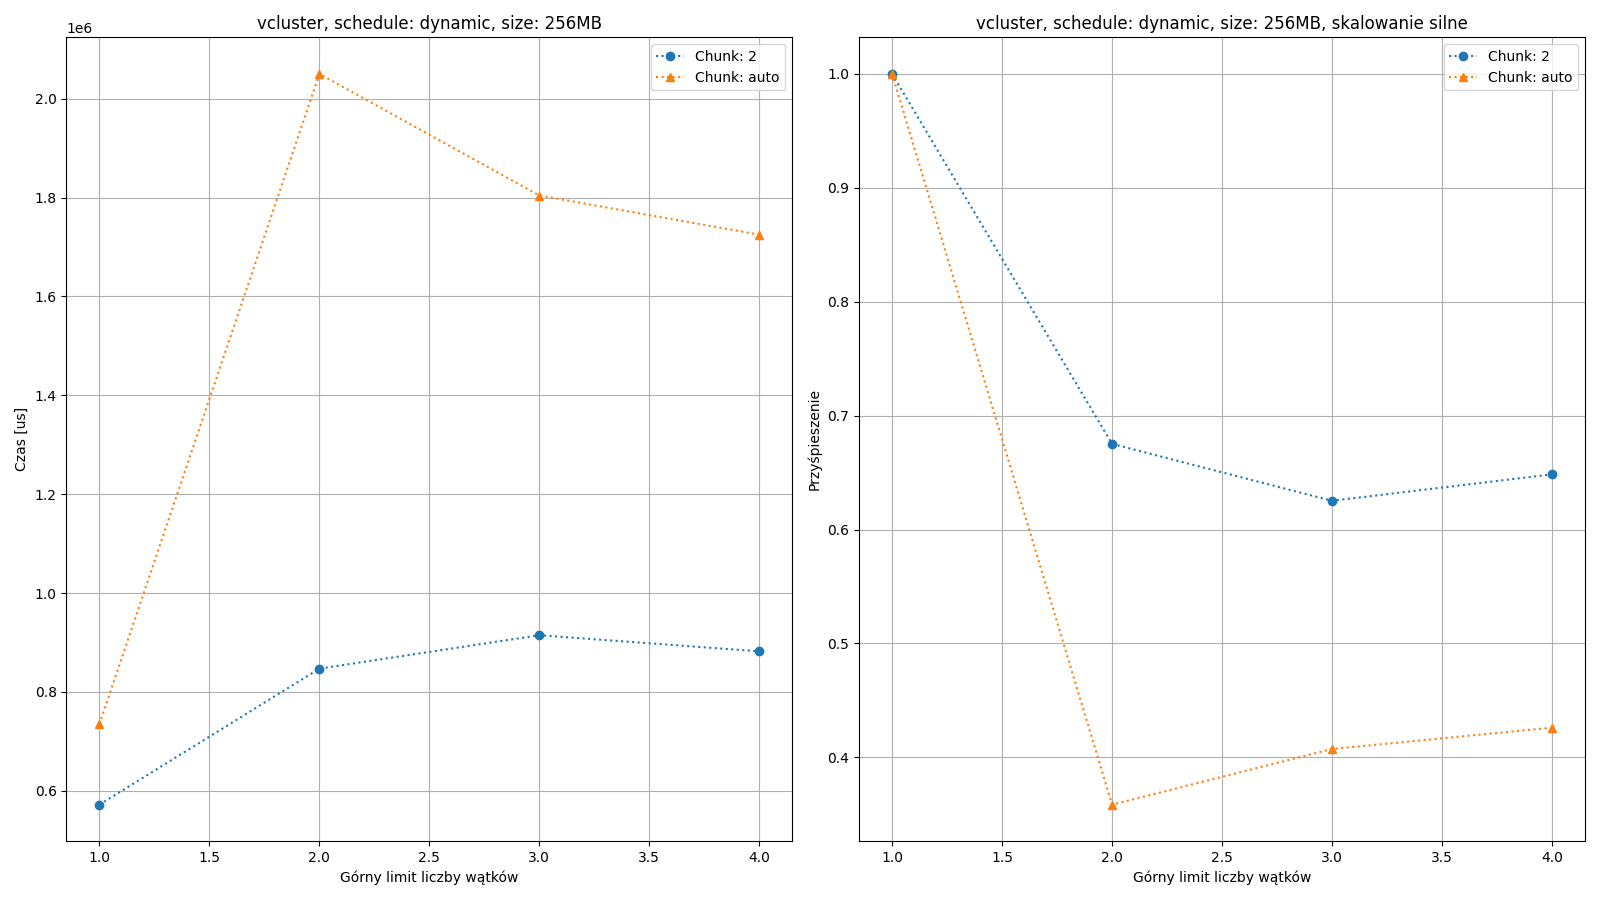 vcluster, schedule: dynamic, size: 256MB
1e6
Chunk: 2
Chunk: auto
2.0
1.8
1.6
1.4
1.2
1.0
0.8
0.6
Czas [us]
1.0 1.5 2.0 2.5 3.0 3.5 4.0
Górny limit liczby wątków
vcluster, schedule: dynamic, size: 256MB, skalowanie silne
Chunk: 2
Chunk: auto
1.0
0.9
0.8
0.7
0.6
0.5
0.4
Przyśpieszenie
1.0 1.5 2.0 2.5 3.0 3.5 4.0
Górny limit liczby wątków